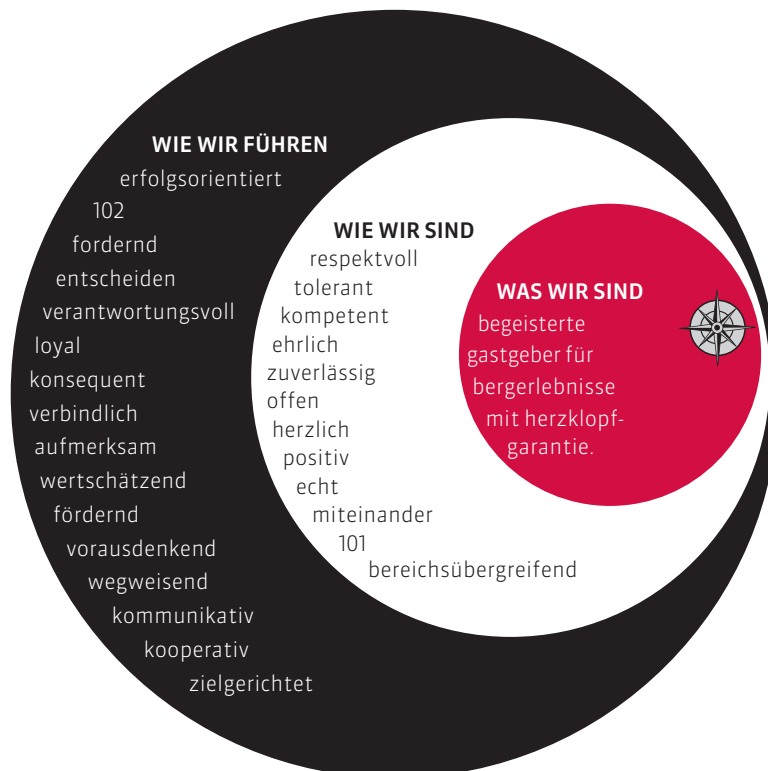 WIE WIR FÜHREN
erfolgsorientiert
102
fordernd
entscheiden
verantwortungsvoll
loyal
konsequent
verbindlich
aufmerksam
wertschätzend
fördernd
vorausdenkend
wegweisend
kommunikativ
kooperativ
zielgerichtet
WIE WIR SIND
respektvoll
tolerant
kompetent
ehrlich
zuverlässig
offen
herzlich
positiv
echt
miteinander
101
bereichsübergreifend
WAS WIR SIND
begeisterte
gastgeber für
bergerlebnisse
mit herzklopf-
garantie.